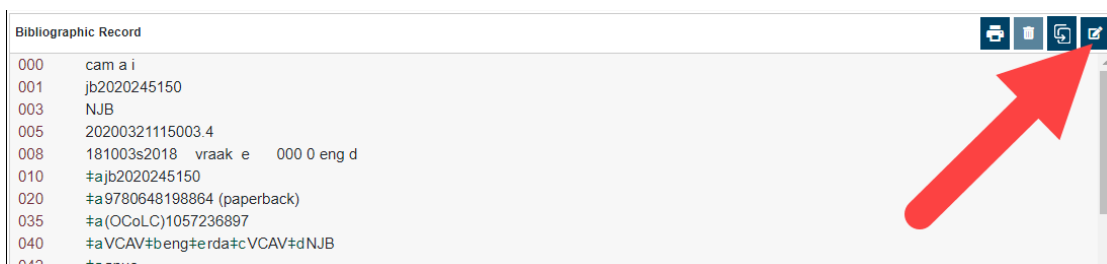 Bibliographic Record
000 cam a i
001 jb2020245150
003 NJB
005 20200321115003.4
008 181003s2018 vraak e 000 0 eng d
010 ‡ajb2020245150
020 ‡a9780648198864 (paperback)
035 ‡a(OCoLC)1057236897
040 ‡aVCAV‡beng‡erda‡cVCAV‡dNJB